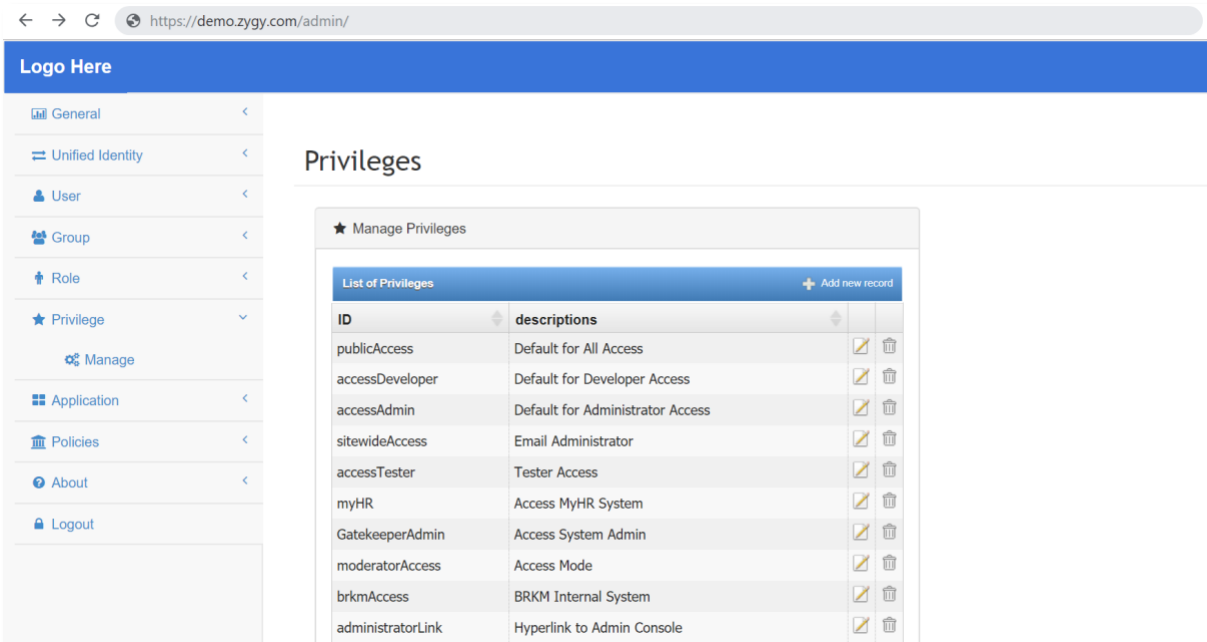 https://demo.zygy.com/admin/
Logo Here
General
Unified Identity
User
Group
Role
Privilege
Manage
Application
Policies
About
Logout
Privileges
Manage Privileges
List of Privileges Add new record
ID descriptions
publicAccess Default for All Access
accessDeveloper Default for Developer Access
accessAdmin Default for Administrator Access
sitewideAccess Email Administrator
accessTester Tester Access
myHR Access MyHR System
GatekeeperAdmin Access System Admin
moderatorAccess Access Mode
brkmAccess BRKM Internal System
administratorLink Hyperlink to Admin Console